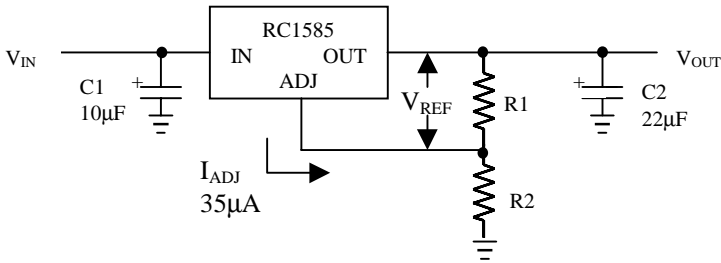 RC1585
V_IN
IN
OUT
V_OUT
ADJ
C1
10μF
+
V_REF
R1
+
C2
22μF
I_ADJ
35μA
R2